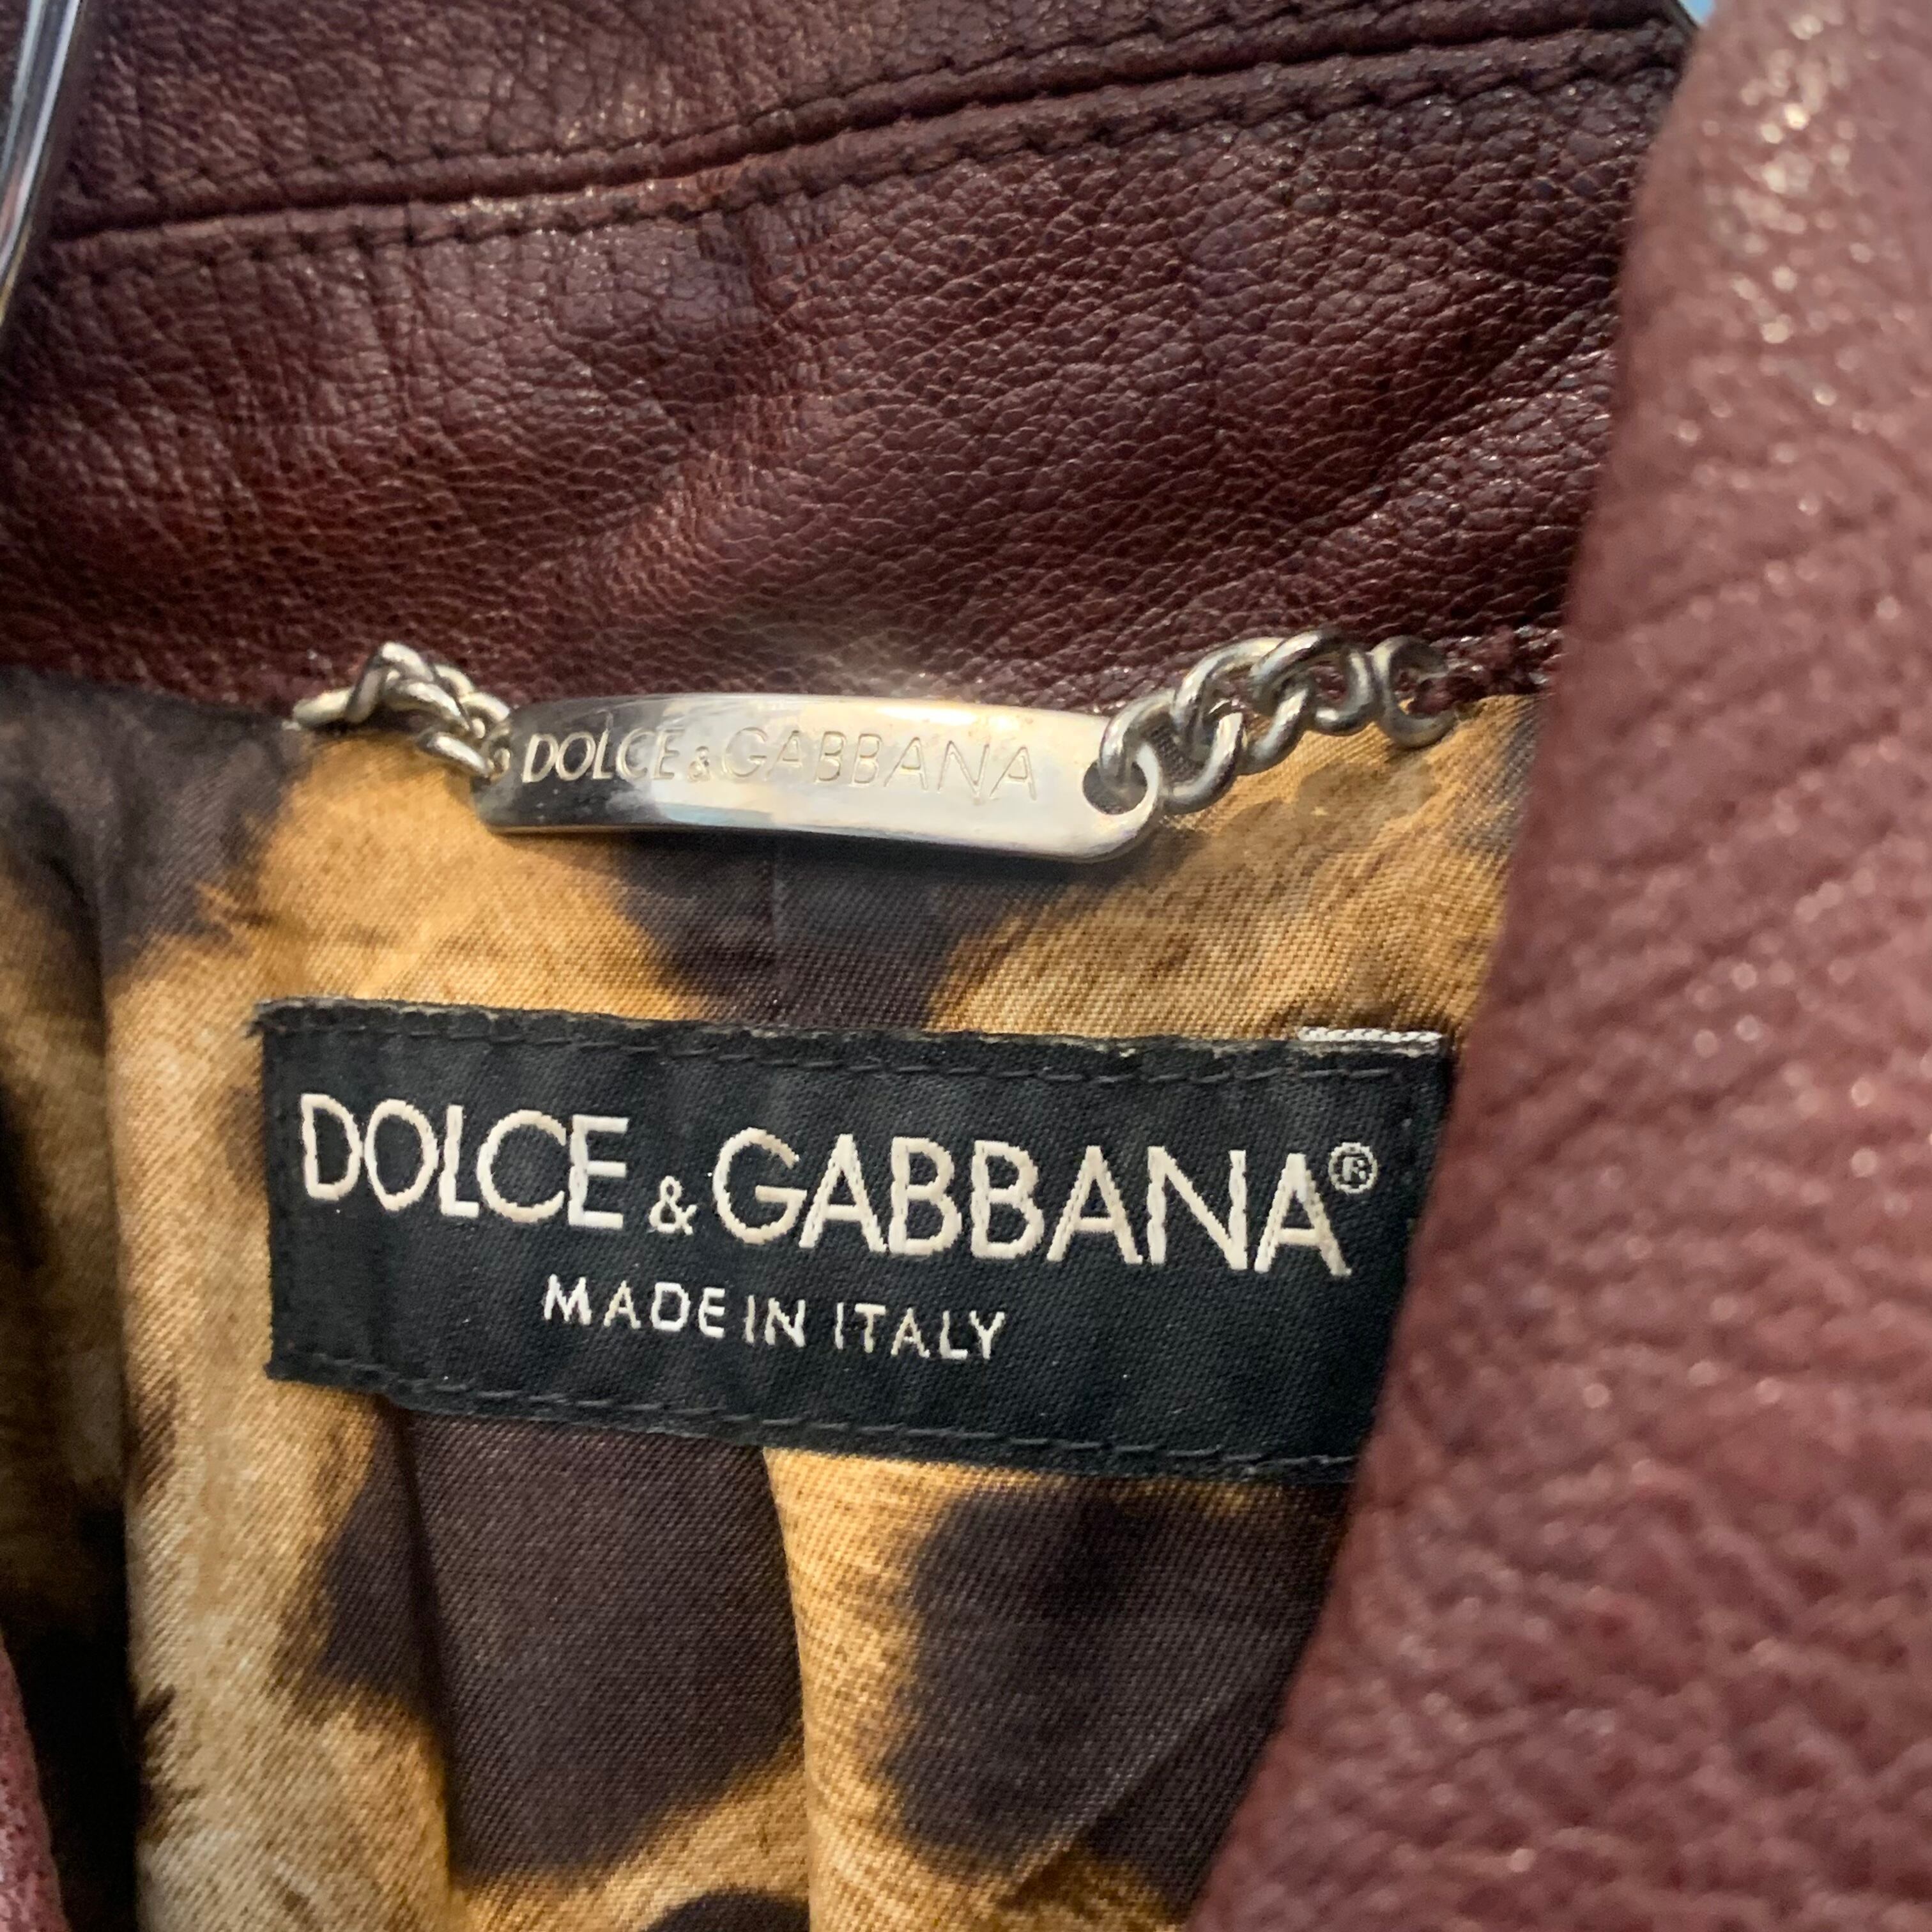 DOLCE & GABBANA
DOLCE & GABBANA®
MADE IN ITALY